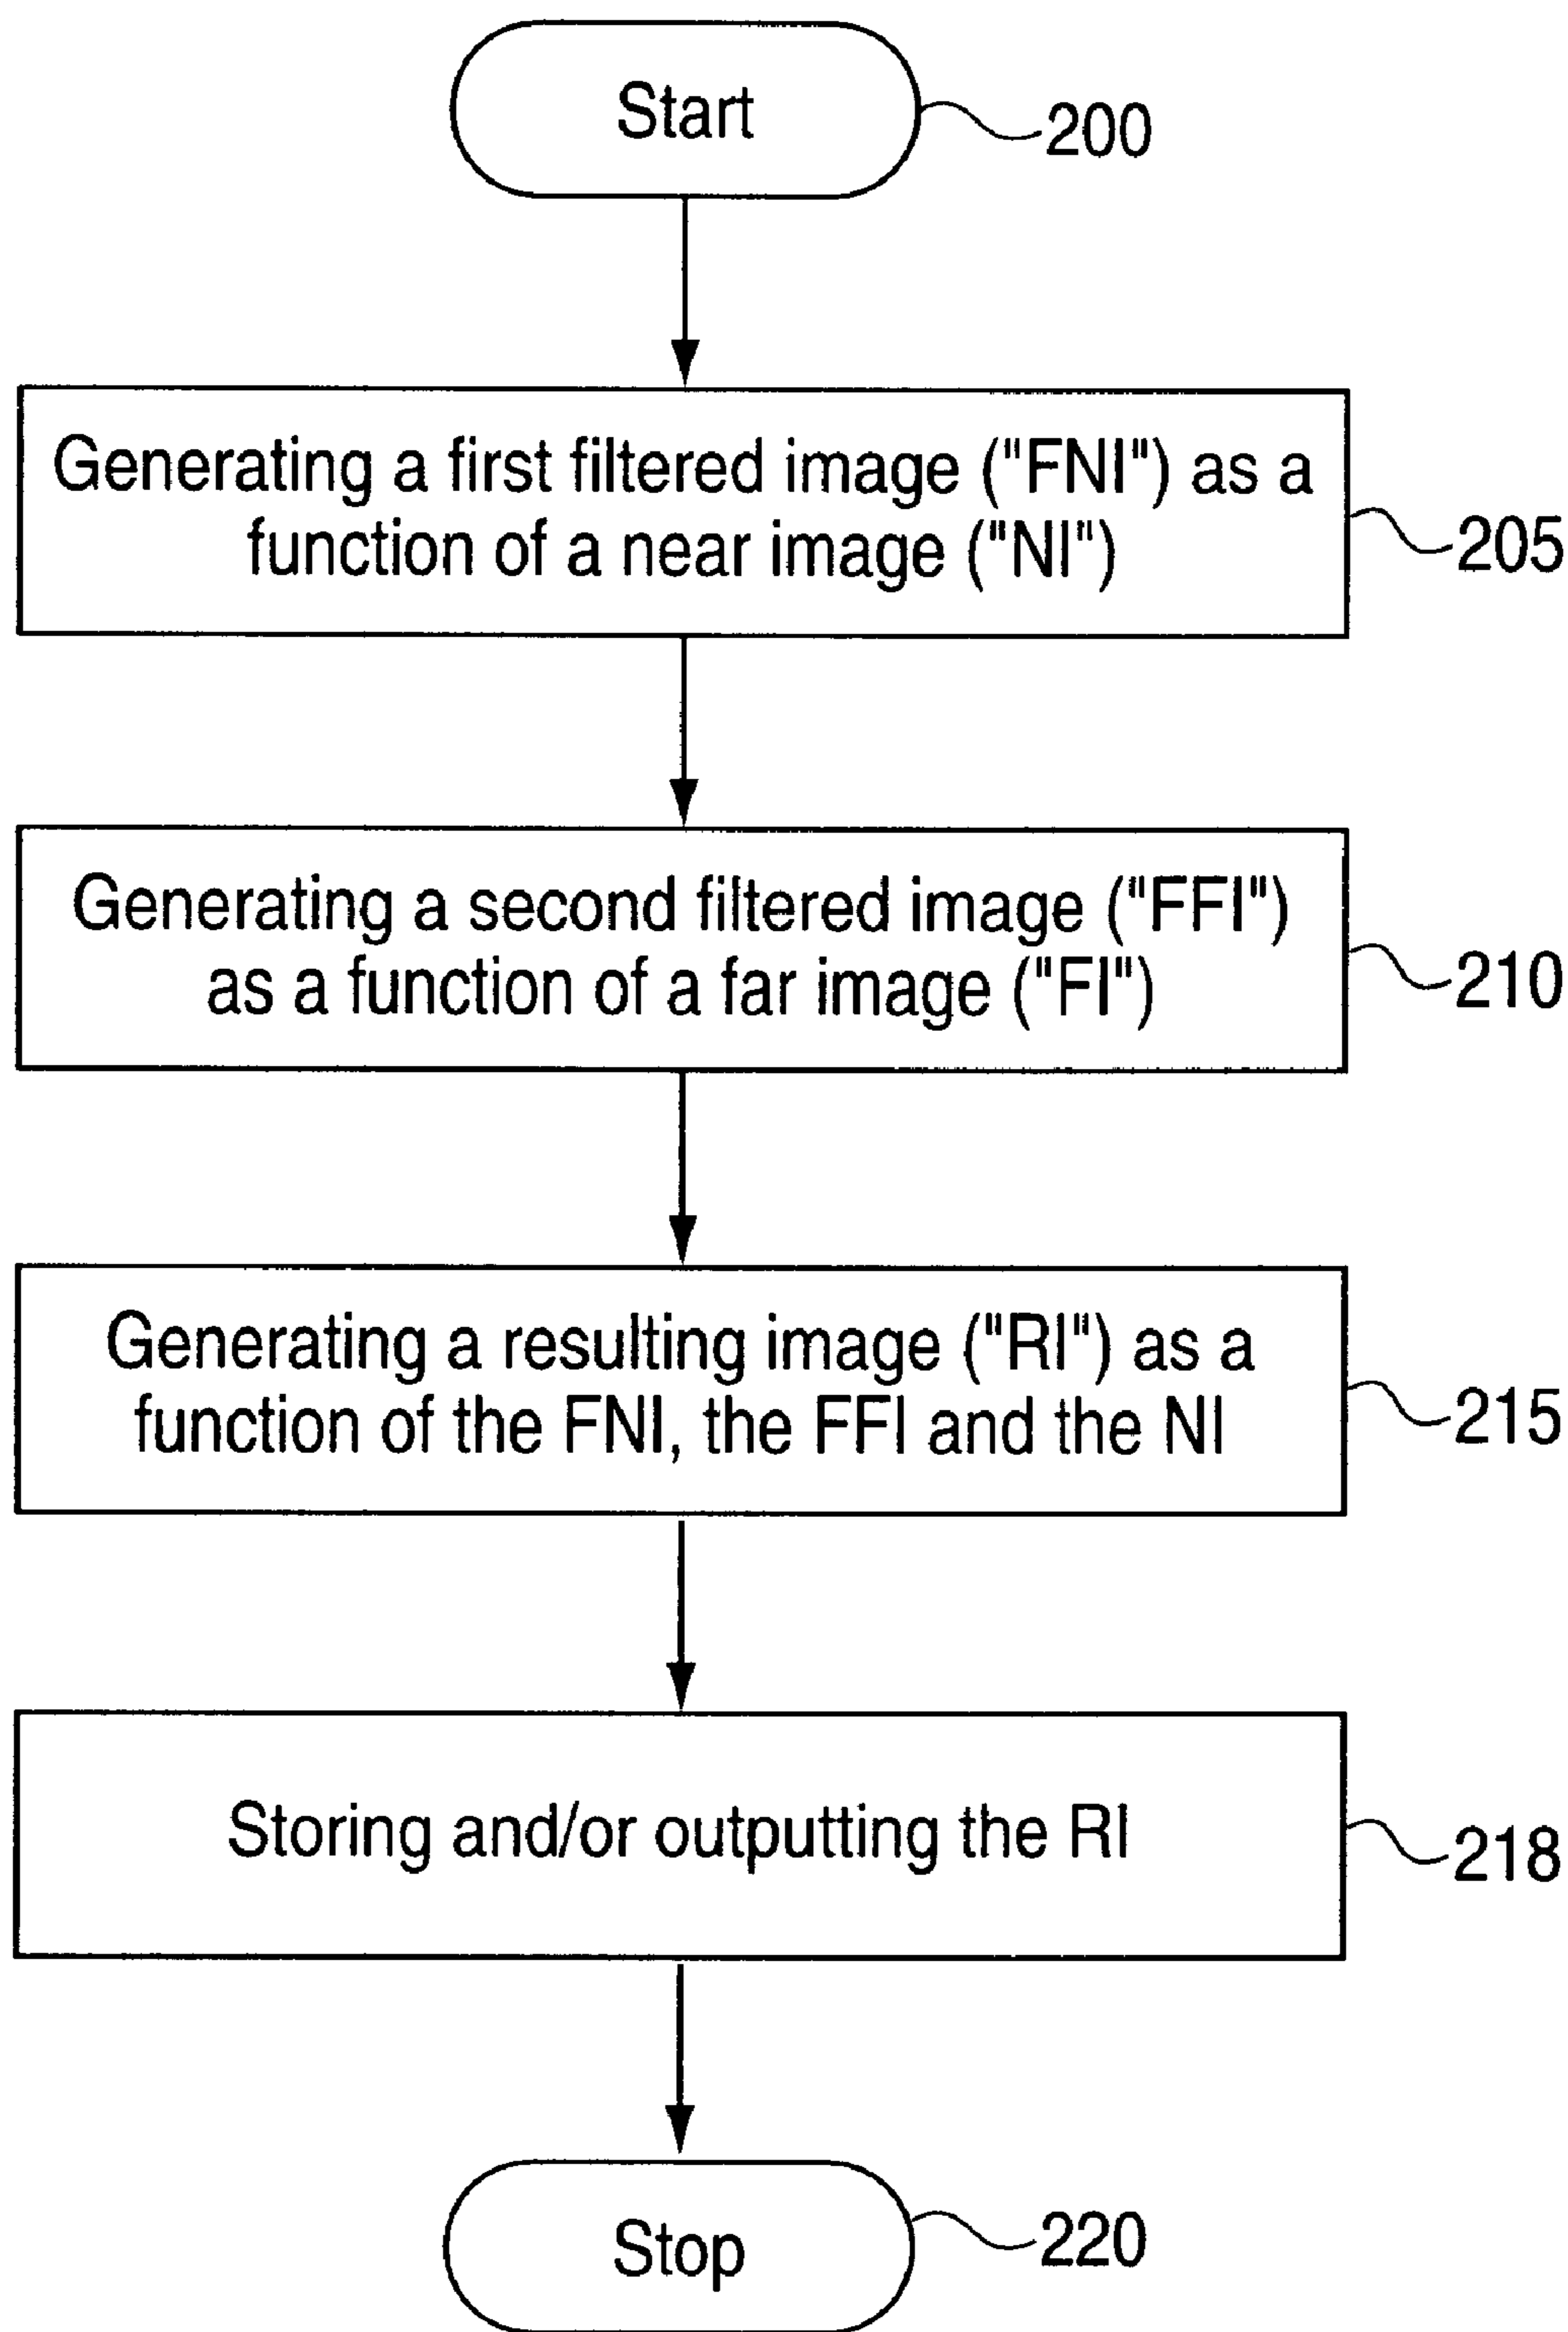 Start
200
Generating a first filtered image ("FNI") as a
function of a near image ("NI")
205
Generating a second filtered image ("FFI")
as a function of a far image ("FI")
210
Generating a resulting image ("RI") as a
function of the FNI, the FFI and the NI
215
Storing and/or outputting the RI
218
Stop
220